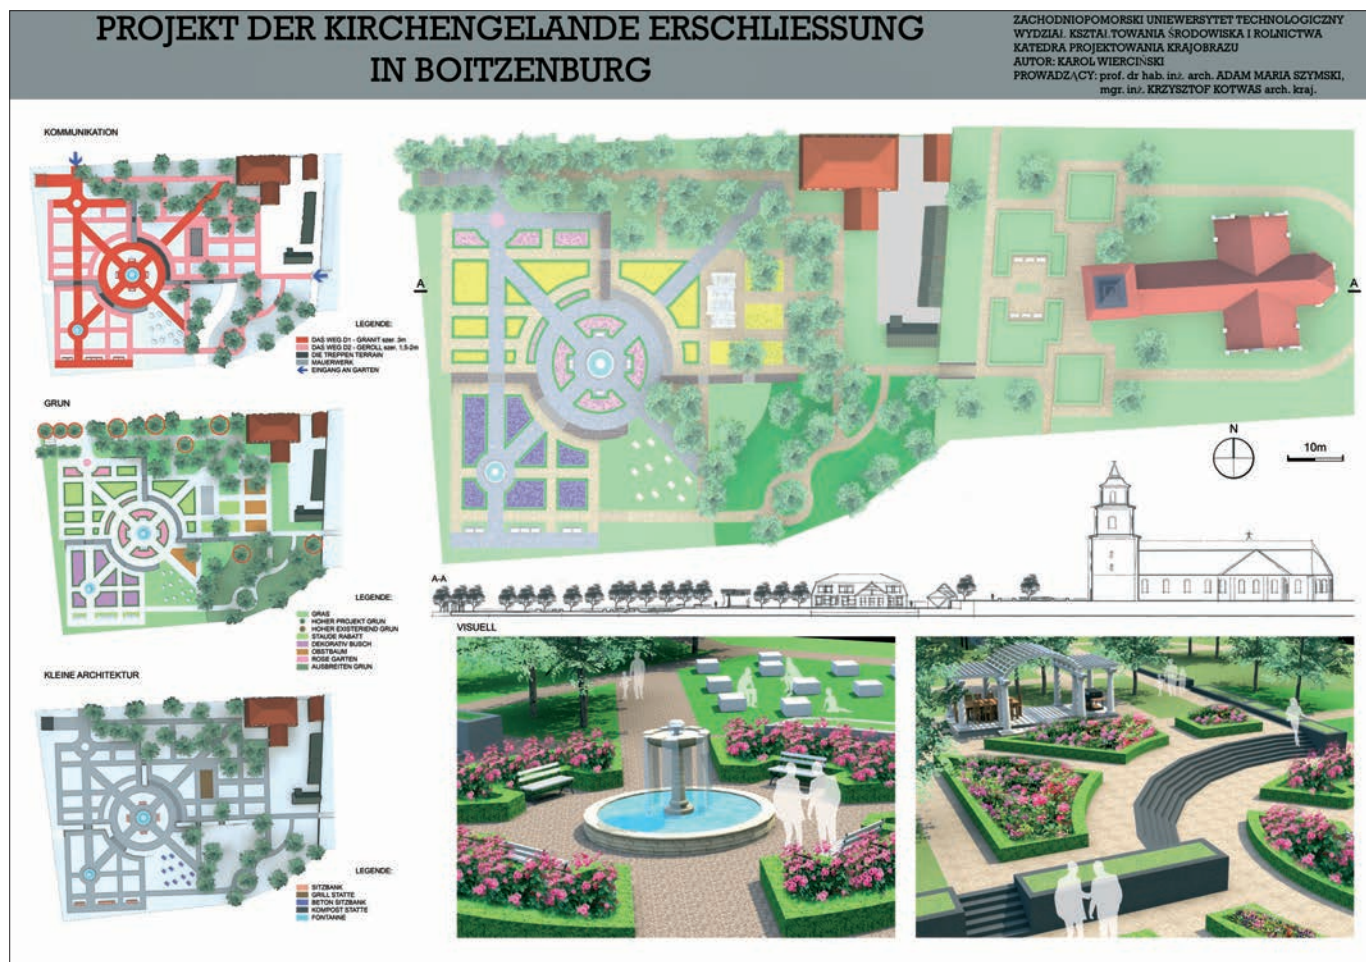 PROJEKT DER KIRCHENGELANDE ERSCHLIESSUNG
IN BOITZENBURG
ZACHODNIOPOMORSKI UNIEWERSYTET TECHNOLOGICZNY
WYDZIAŁ KSZTAŁTOWANIA ŚRODOWISKA I ROLNICTWA
KATEDRA PROJEKTOWANIA KRAJOBRAZU
AUTOR: KAROL WIERCIŃSKI
PROWADZĄCY: prof. dr hab. inż. arch. ADAM MARIA SZYMSKI,
mgr. inż. KRZYSZTOF KOTWAS arch. kraj.
KOMMUNIKATION
LEGENDE:
DAS WEG D1 - GRANIT szer. 3m
DAS WEG D2 - GEROLL szer. 1,5-2m
DIE TREPPEN TERRAIN
MAUERWERK
EINGANG AN GARTEN
GRUN
LEGENDE:
GRAS
HOHER PROJEKT GRUN
HOHER EXISTERIEND GRUN
STAUDE RABATT
DEKORATIV BUSCH
OBSTBAUM
ROSE GARTEN
AUSBREITEN GRUN
KLEINE ARCHITEKTUR
LEGENDE:
SITZBANK
GRILL STATTE
BETON SITZBANK
KOMPOST STATTE
FONTANNE
A
A
N
10m
A-A
VISUELL